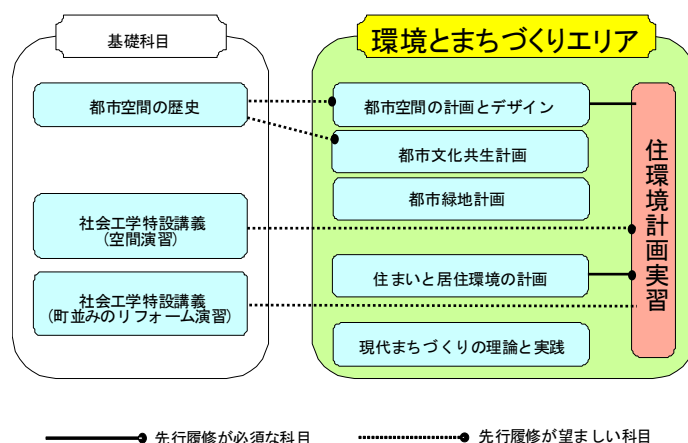 基礎科目
環境とまちづくりエリア
都市空間の歴史
都市空間の計画とデザイン
都市文化共生計画
都市緑地計画
社会工学特設講義
(空間演習)
住まいと居住環境の計画
社会工学特設講義
(町並みのリフォーム演習)
現代まちづくりの理論と実践
住環境計画実習
先行履修が必須な科目
先行履修が望ましい科目